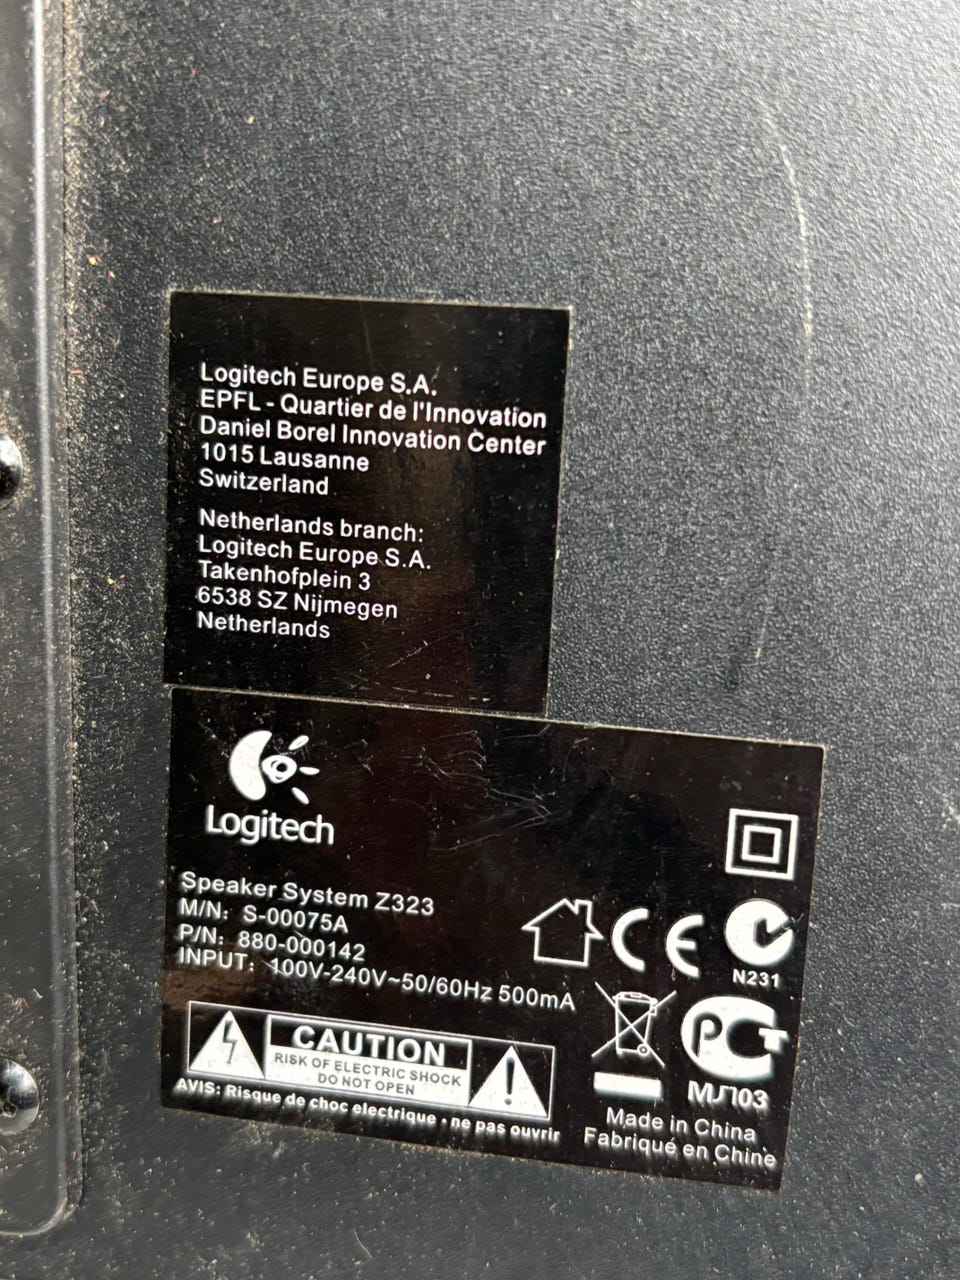 Logitech Europe S.A.
EPFL - Quartier de l'Innovation
Daniel Borel Innovation Center
1015 Lausanne
Switzerland
Netherlands branch:
Logitech Europe S.A.
Takenhofplein 3
6538 SZ Nijmegen
Netherlands
Logitech
Speaker System Z323
M/N: S-00075A
P/N: 880-000142
INPUT: 100V-240V~50/60Hz 500mA
CE
N231
PCT
МЛ03
CAUTION
RISK OF ELECTRIC SHOCK
DO NOT OPEN
AVIS: Risque de choc electrique - ne pas ouvrir
Made in China
Fabriqué en Chine